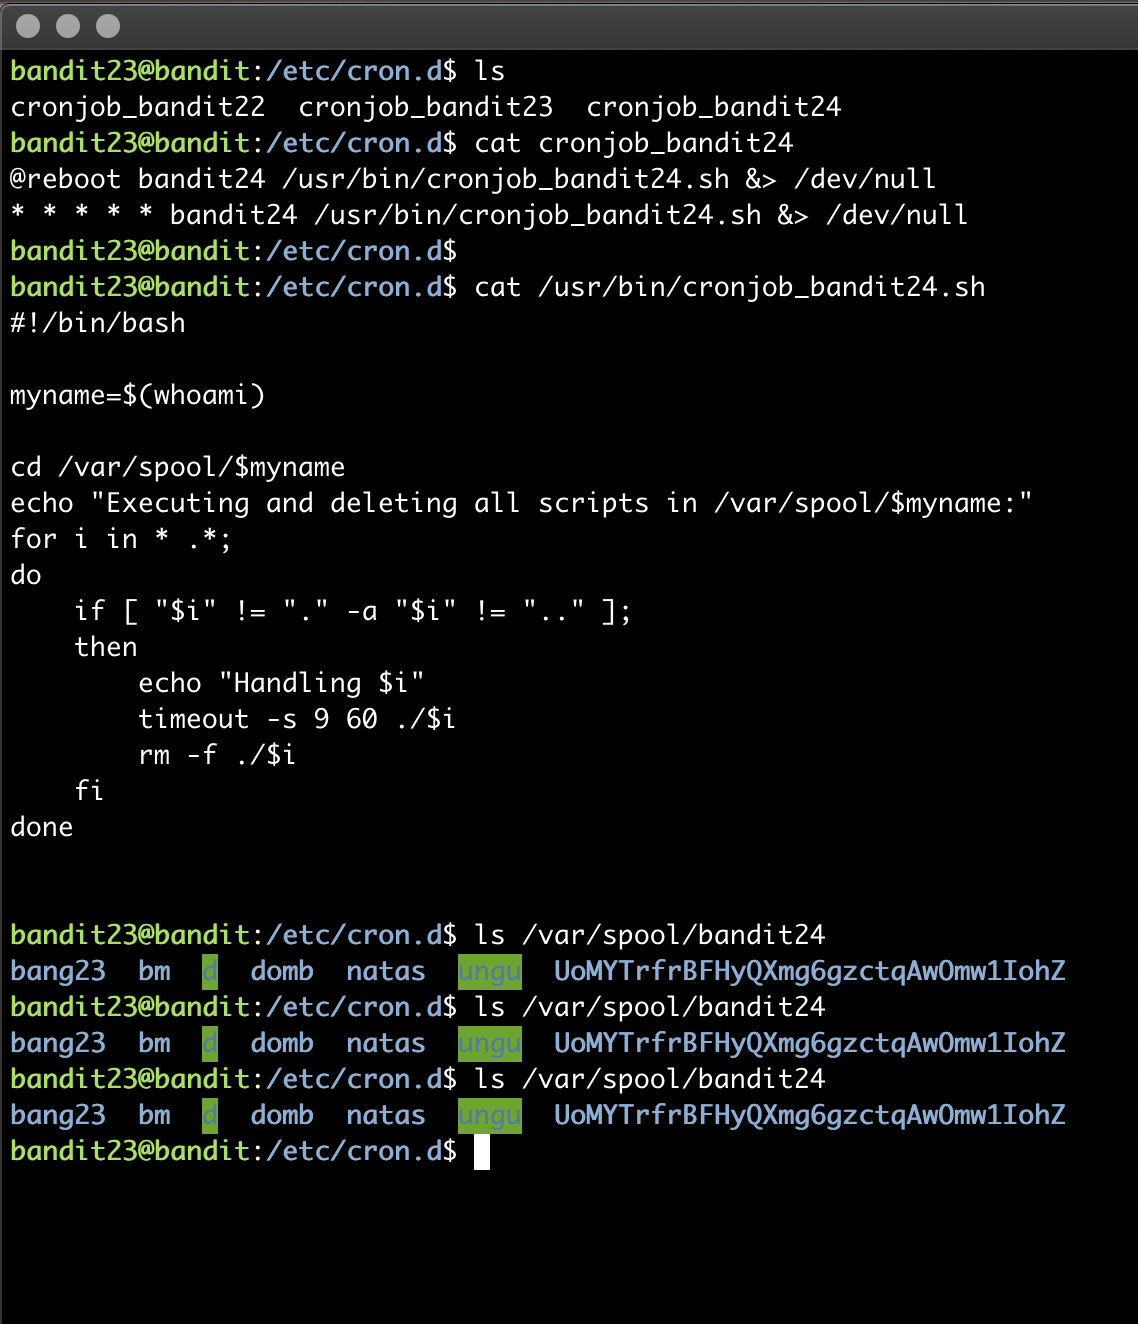 bandit23@bandit:/etc/cron.d$ ls
cronjob_bandit22  cronjob_bandit23  cronjob_bandit24
bandit23@bandit:/etc/cron.d$ cat cronjob_bandit24
@reboot bandit24 /usr/bin/cronjob_bandit24.sh &> /dev/null
* * * * * bandit24 /usr/bin/cronjob_bandit24.sh &> /dev/null
bandit23@bandit:/etc/cron.d$
bandit23@bandit:/etc/cron.d$ cat /usr/bin/cronjob_bandit24.sh
#!/bin/bash

myname=$(whoami)

cd /var/spool/$myname
echo "Executing and deleting all scripts in /var/spool/$myname:"
for i in * .*;
do
    if [ "$i" != "." -a "$i" != ".." ];
    then
        echo "Handling $i"
        timeout -s 9 60 ./$i
        rm -f ./$i
    fi
done


bandit23@bandit:/etc/cron.d$ ls /var/spool/bandit24
bang23  bm  d  domb  natas  ungu  UoMYTrfrBFHyQXmg6gzctqAwOmw1IohZ
bandit23@bandit:/etc/cron.d$ ls /var/spool/bandit24
bang23  bm  d  domb  natas  ungu  UoMYTrfrBFHyQXmg6gzctqAwOmw1IohZ
bandit23@bandit:/etc/cron.d$ ls /var/spool/bandit24
bang23  bm  d  domb  natas  ungu  UoMYTrfrBFHyQXmg6gzctqAwOmw1IohZ
bandit23@bandit:/etc/cron.d$